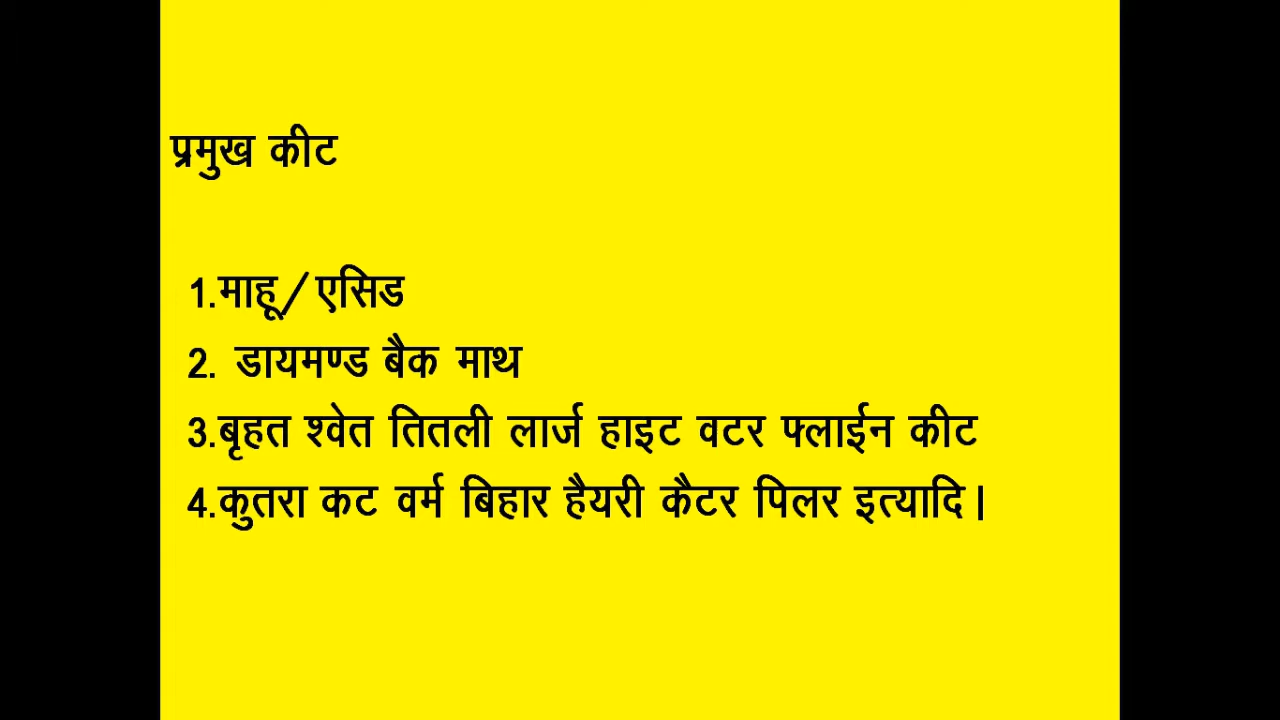 प्रमुख कीट
1.माहू/एसिड
2. डायमण्ड बैक माथ
3.बृहत श्वेत तितली लार्ज हाइट वटर फ्लाईन कीट
4.कुतरा कट वर्म बिहार हैयरी कैटर पिलर इत्यादि।